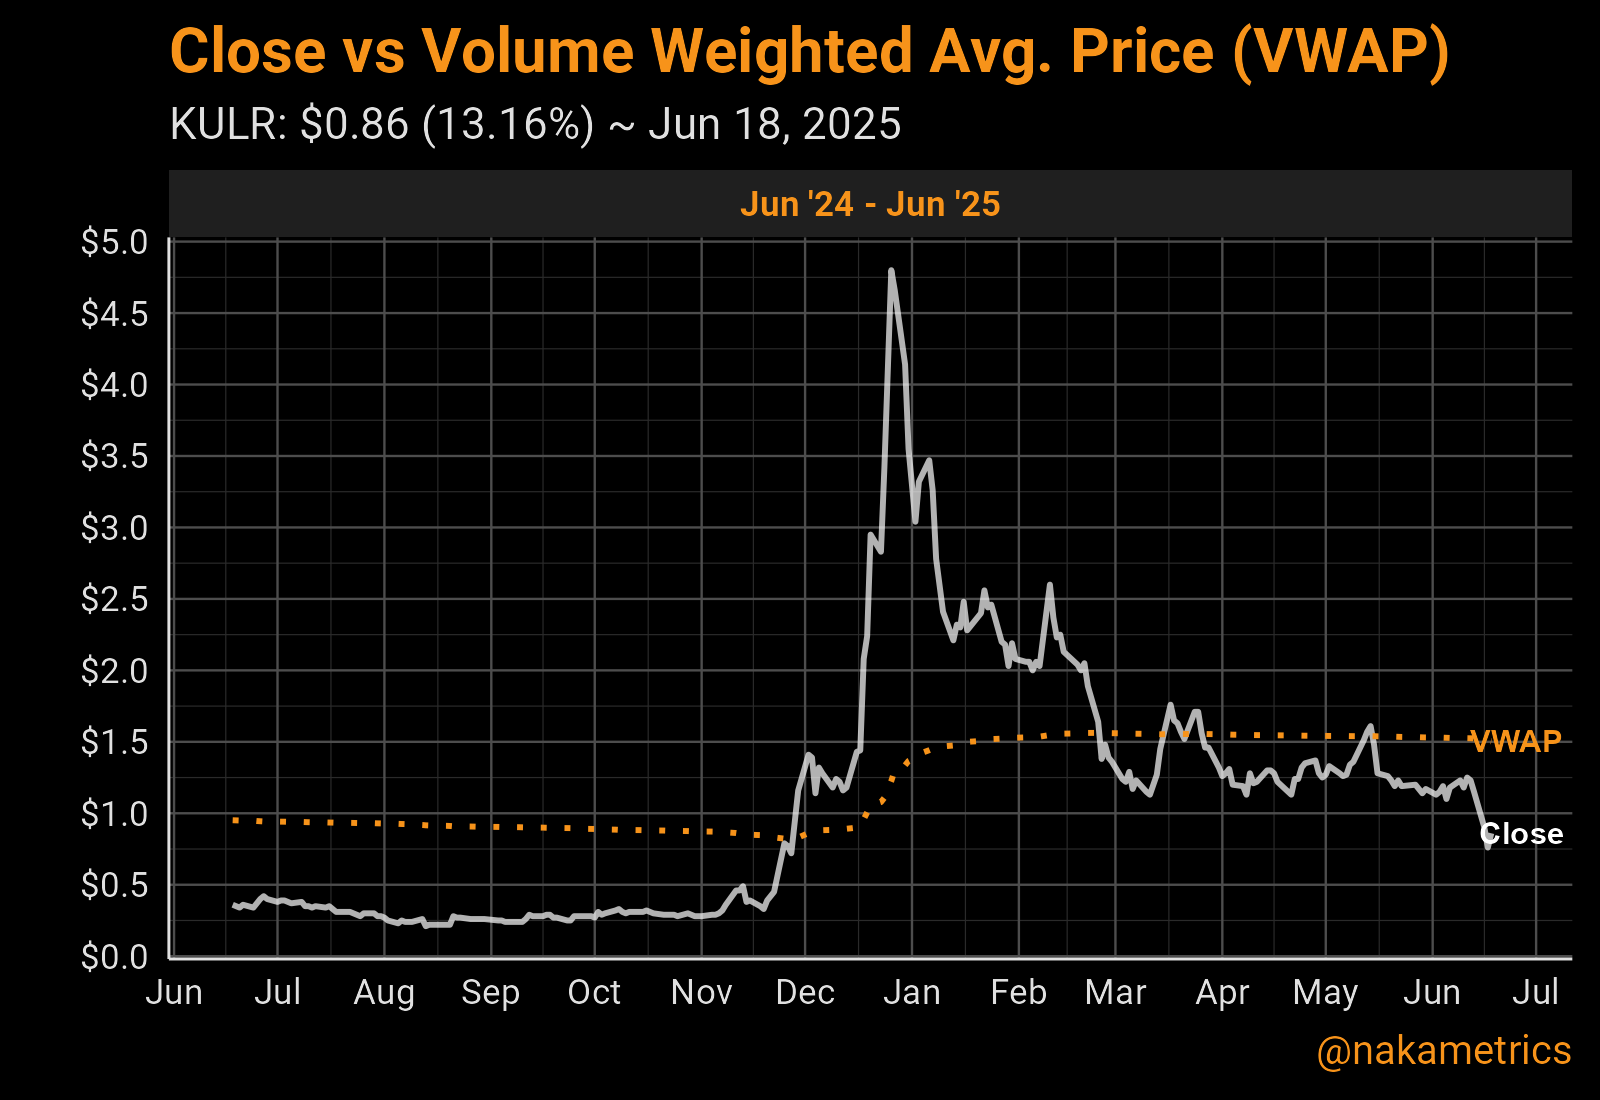 Close vs Volume Weighted Avg. Price (VWAP)
KULR: $0.86 (13.16%) ~ Jun 18, 2025
Jun '24 - Jun '25
$5.0
$4.5
$4.0
$3.5
$3.0
$2.5
$2.0
$1.5
$1.0
$0.5
$0.0
VWAP
Close
Jun Jul Aug Sep Oct Nov Dec Jan Feb Mar Apr May Jun Jul
@nakametrics